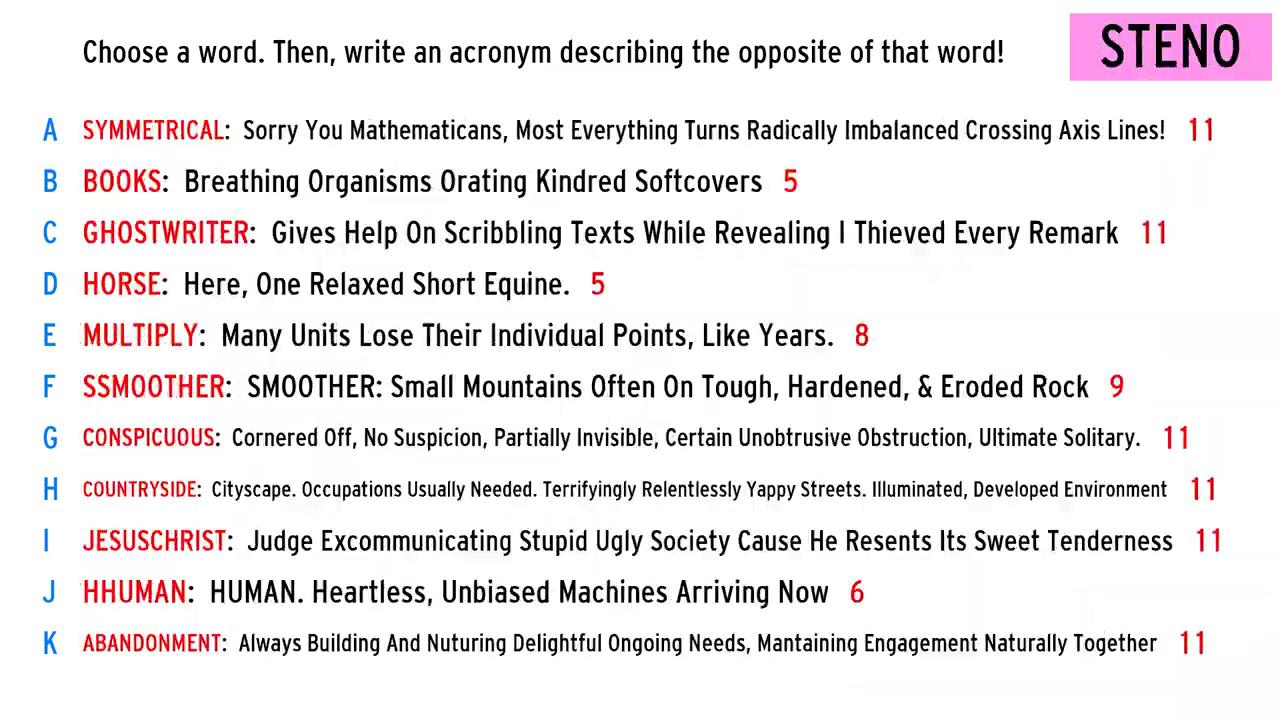 Choose a word. Then, write an acronym describing the opposite of that word!
STENO
A SYMMETRICAL: Sorry You Mathematicans, Most Everything Turns Radically Imbalanced Crossing Axis Lines! 11
B BOOKS: Breathing Organisms Orating Kindred Softcovers 5
C GHOSTWRITER: Gives Help On Scribbling Texts While Revealing I Thieved Every Remark 11
D HORSE: Here, One Relaxed Short Equine. 5
E MULTIPLY: Many Units Lose Their Individual Points, Like Years. 8
F SSMOOTHER: SMOOTHER: Small Mountains Often On Tough, Hardened, & Eroded Rock 9
G CONSPICUOUS: Cornered Off, No Suspicion, Partially Invisible, Certain Unobtrusive Obstruction, Ultimate Solitary. 11
H COUNTRYSIDE: Cityscape. Occupations Usually Needed. Terrifyingly Relentlessly Yappy Streets. Illuminated, Developed Environment 11
I JESUSCHRIST: Judge Excommunicating Stupid Ugly Society Cause He Resents Its Sweet Tenderness 11
J HHUMAN: HUMAN. Heartless, Unbiased Machines Arriving Now 6
K ABANDONMENT: Always Building And Nuturing Delightful Ongoing Needs, Mantaining Engagement Naturally Together 11